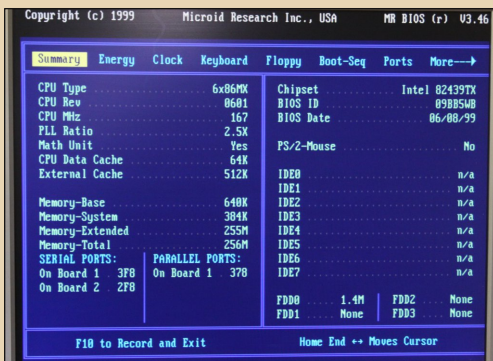 Copyright (c) 1999 Microid Research Inc., USA MR BIOS (r) V3.46
Summary Energy Clock Keyboard Floppy Boot-Seq Ports More--->
CPU Type 6x86MX
CPU Rev 0601
CPU MHz 167
PLL Ratio 2.5X
Math Unit Yes
CPU Data Cache 64K
External Cache 512K
Memory-Base 640K
Memory-System 384K
Memory-Extended 255M
Memory-Total 256M
SERIAL PORTS: PARALLEL PORTS:
On Board 1 3F8 On Board 1 378
On Board 2 2F8
Chipset Intel 82439TX
BIOS ID 09BB5WB
BIOS Date 06/08/99
PS/2-Mouse No
IDE0 n/a
IDE1 n/a
IDE2 n/a
IDE3 n/a
IDE4 n/a
IDE5 n/a
IDE6 n/a
IDE7 n/a
FDD0 1.4M FDD2 None
FDD1 None FDD3 None
F10 to Record and Exit Home End ↔ Moves Cursor